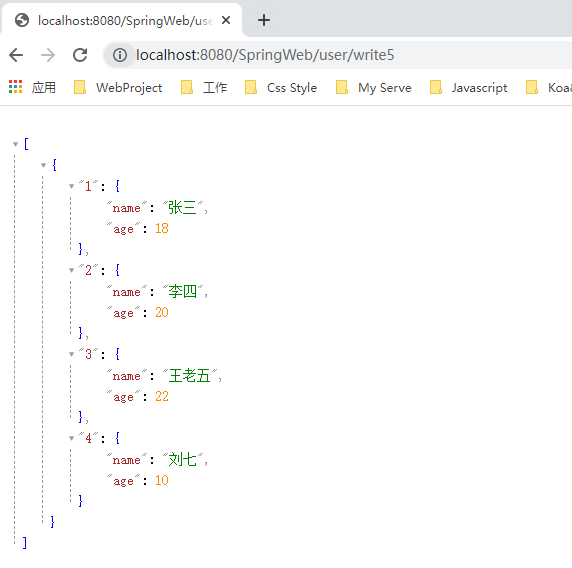 localhost:8080/SpringWeb/use
localhost:8080/SpringWeb/user/write5
应用 WebProject 工作 Css Style My Serve Javascript Koa
[
{
"1": {
"name": "张三",
"age": 18
},
"2": {
"name": "李四",
"age": 20
},
"3": {
"name": "王老五",
"age": 22
},
"4": {
"name": "刘七",
"age": 10
}
}
]